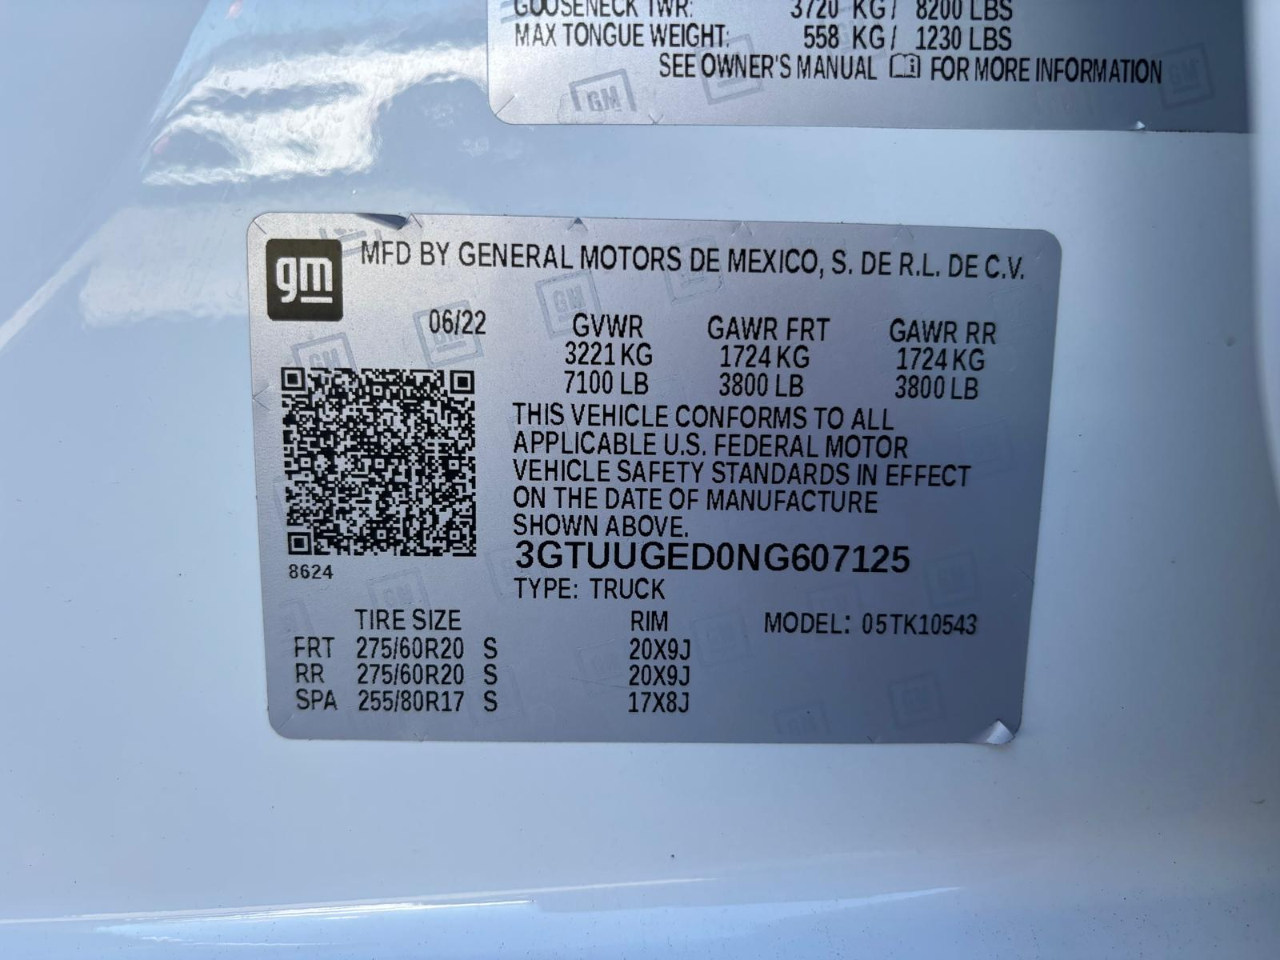 GOOSENECK TWR: 3720 KG/ 8200 LBS
MAX TONGUE WEIGHT: 558 KG/ 1230 LBS
SEE OWNER'S MANUAL FOR MORE INFORMATION
GM GM GM
gm MFD BY GENERAL MOTORS DE MEXICO, S. DE R.L. DE C.V.
06/22 GVWR GAWR FRT GAWR RR
3221 KG 1724 KG 1724 KG
7100 LB 3800 LB 3800 LB
THIS VEHICLE CONFORMS TO ALL
APPLICABLE U.S. FEDERAL MOTOR
VEHICLE SAFETY STANDARDS IN EFFECT
ON THE DATE OF MANUFACTURE
SHOWN ABOVE.
3GTUUGED0NG607125
8624
TYPE: TRUCK
TIRE SIZE RIM MODEL: 05TK10543
FRT 275/60R20 S 20X9J
RR 275/60R20 S 20X9J
SPA 255/80R17 S 17X8J